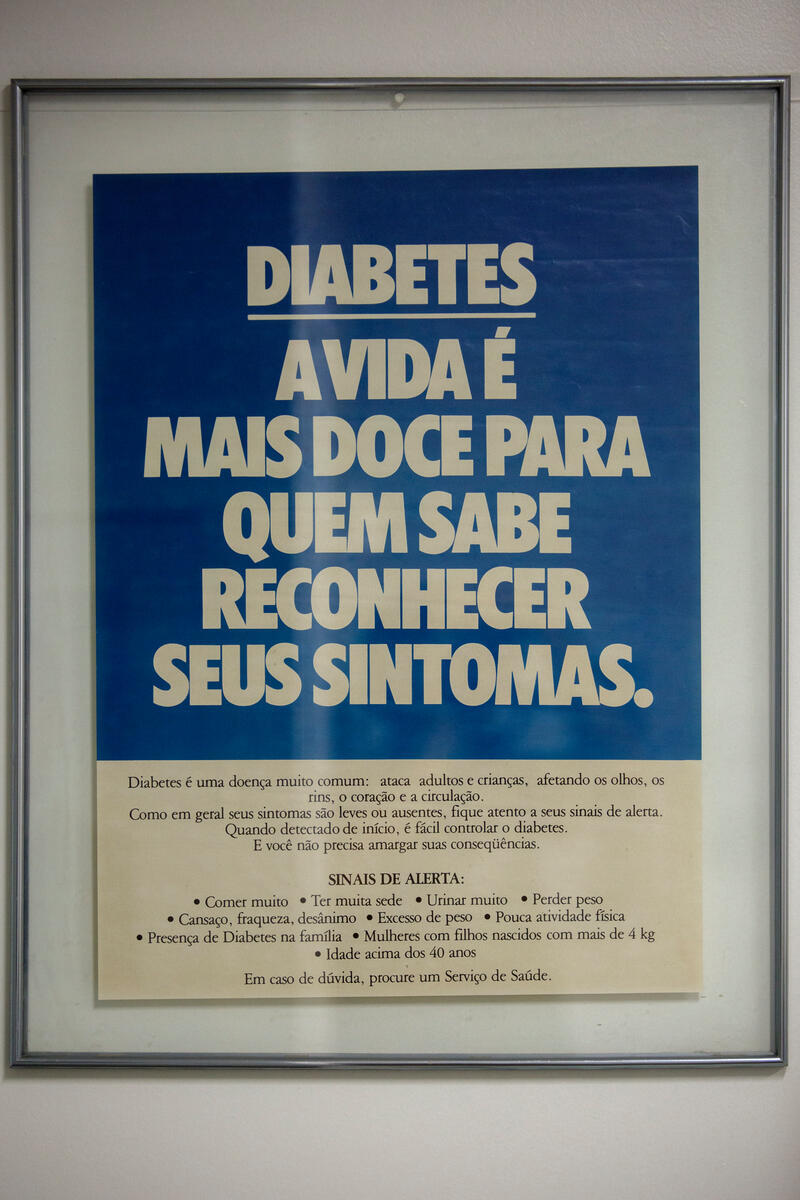 DIABETES
A VIDA É
MAIS DOCE PARA
QUEM SABE
RECONHECER
SEUS SINTOMAS.
Diabetes é uma doença muito comum: ataca adultos e crianças, afetando os olhos, os
rins, o coração e a circulação.
Como em geral seus sintomas são leves ou ausentes, fique atento a seus sinais de alerta.
Quando detectado de início, é fácil controlar o diabetes.
E você não precisa amargar suas conseqüências.
SINAIS DE ALERTA:
• Comer muito • Ter muita sede • Urinar muito • Perder peso
• Cansaço, fraqueza, desânimo • Excesso de peso • Pouca atividade física
• Presença de Diabetes na família • Mulheres com filhos nascidos com mais de 4 kg
• Idade acima dos 40 anos
Em caso de dúvida, procure um Serviço de Saúde.